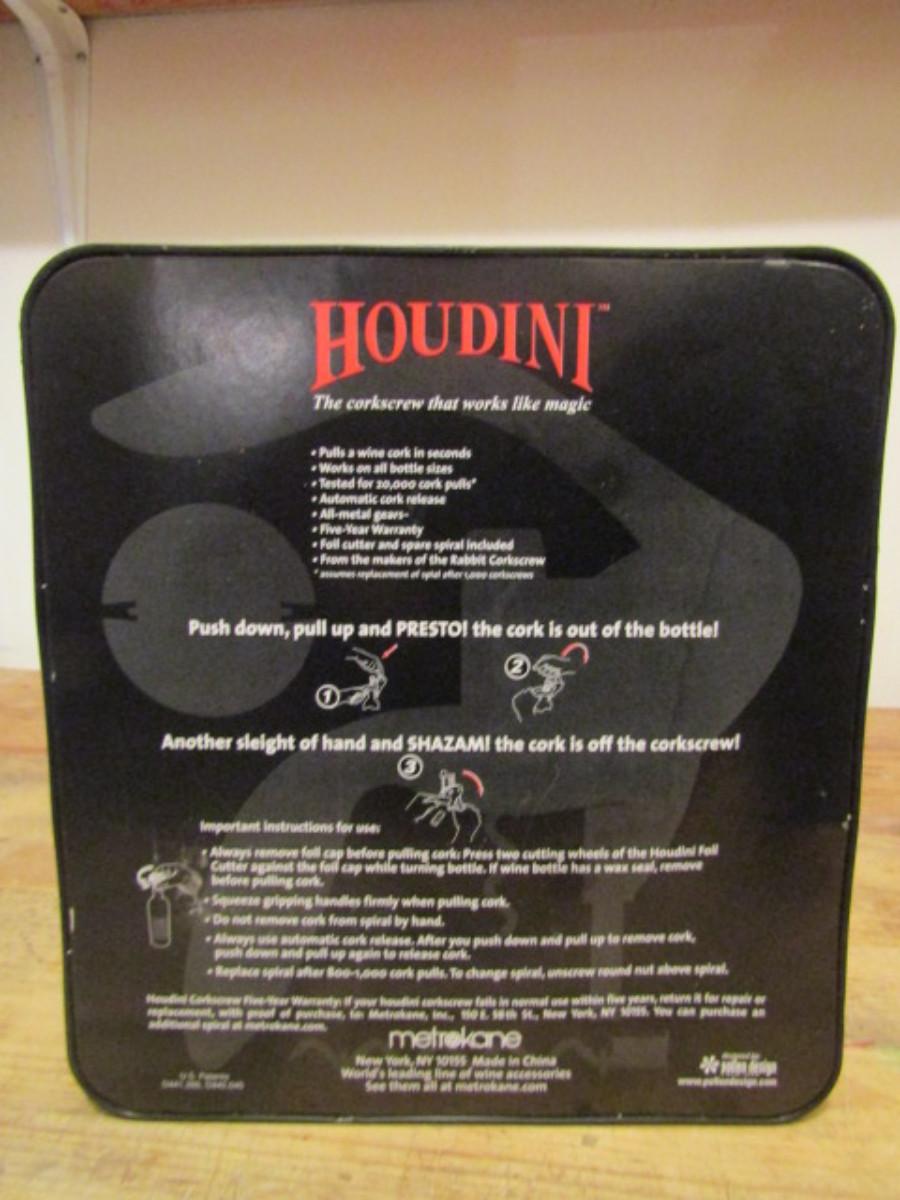 HOUDINI™
The corkscrew that works like magic
• Pulls a wine cork in seconds
• Works on all bottle sizes
• Tested for 20,000 cork pulls*
• Automatic cork release
• All-metal gears
• Five-Year Warranty
• Foil cutter and spare spiral included
• From the makers of the Rabbit Corkscrew
* assumes replacement of spiral after 1,000 corkscrews
Push down, pull up and PRESTO! the cork is out of the bottle!
1
2
Another sleight of hand and SHAZAM! the cork is off the corkscrew!
3
Important instructions for use:
• Always remove foil cap before pulling cork: Press two cutting wheels of the Houdini Foil
Cutter against the foil cap while turning bottle. If wine bottle has a wax seal, remove
before pulling cork.
• Squeeze gripping handles firmly when pulling cork.
• Do not remove cork from spiral by hand.
• Always use automatic cork release. After you push down and pull up to remove cork,
push down and pull up again to release cork.
• Replace spiral after 800-1,000 cork pulls. To change spiral, unscrew round nut above spiral.
Houdini Corkscrew Five-Year Warranty: If your houdini corkscrew fails in normal use within five years, return it for repair or
replacement, with proof of purchase, to: Metrokane, Inc., 150 E. 58th St., New York, NY 10155. You can purchase an
additional spiral at metrokane.com.
metrokane
New York, NY 10155 Made in China
World's leading line of wine accessories
See them all at metrokane.com
U.S. Patents
designed by
pollen design
www.pollendesign.com